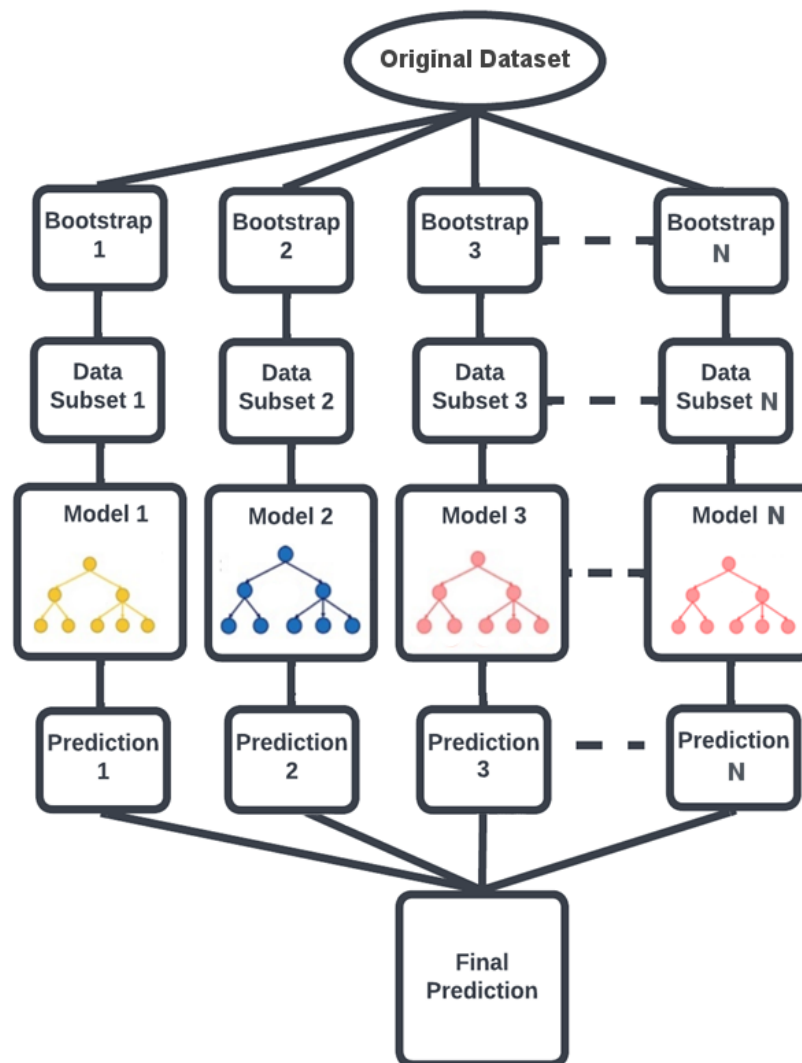 Original Dataset
Bootstrap
1
Bootstrap
2
Bootstrap
3
Bootstrap
N
Data
Subset 1
Data
Subset 2
Data
Subset 3
Data
Subset N
Model 1
Model 2
Model 3
Model N
Prediction
1
Prediction
2
Prediction
3
Prediction
N
Final
Prediction